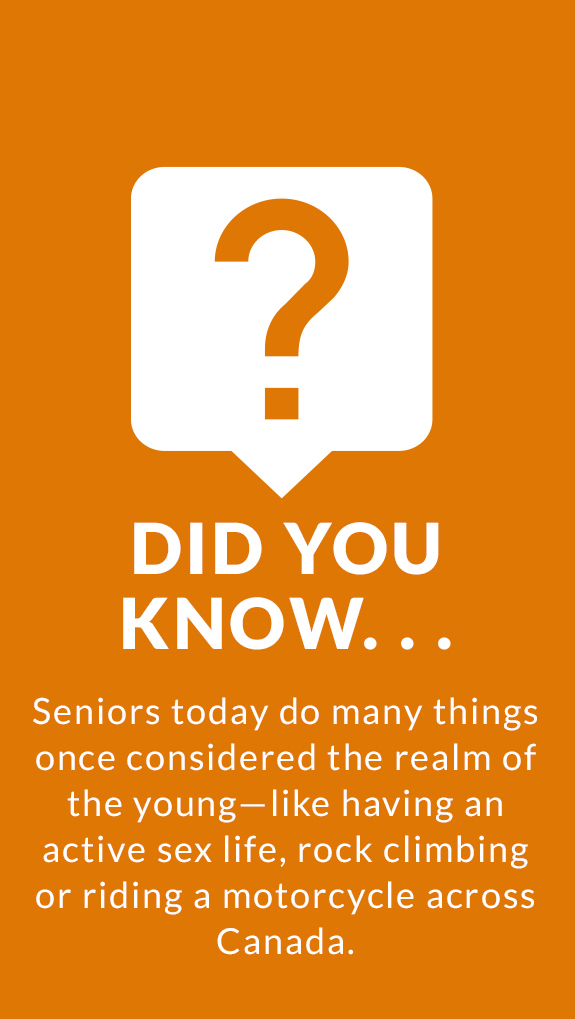 ?
DID YOU
KNOW. . .
Seniors today do many things
once considered the realm of
the young—like having an
active sex life, rock climbing
or riding a motorcycle across
Canada.